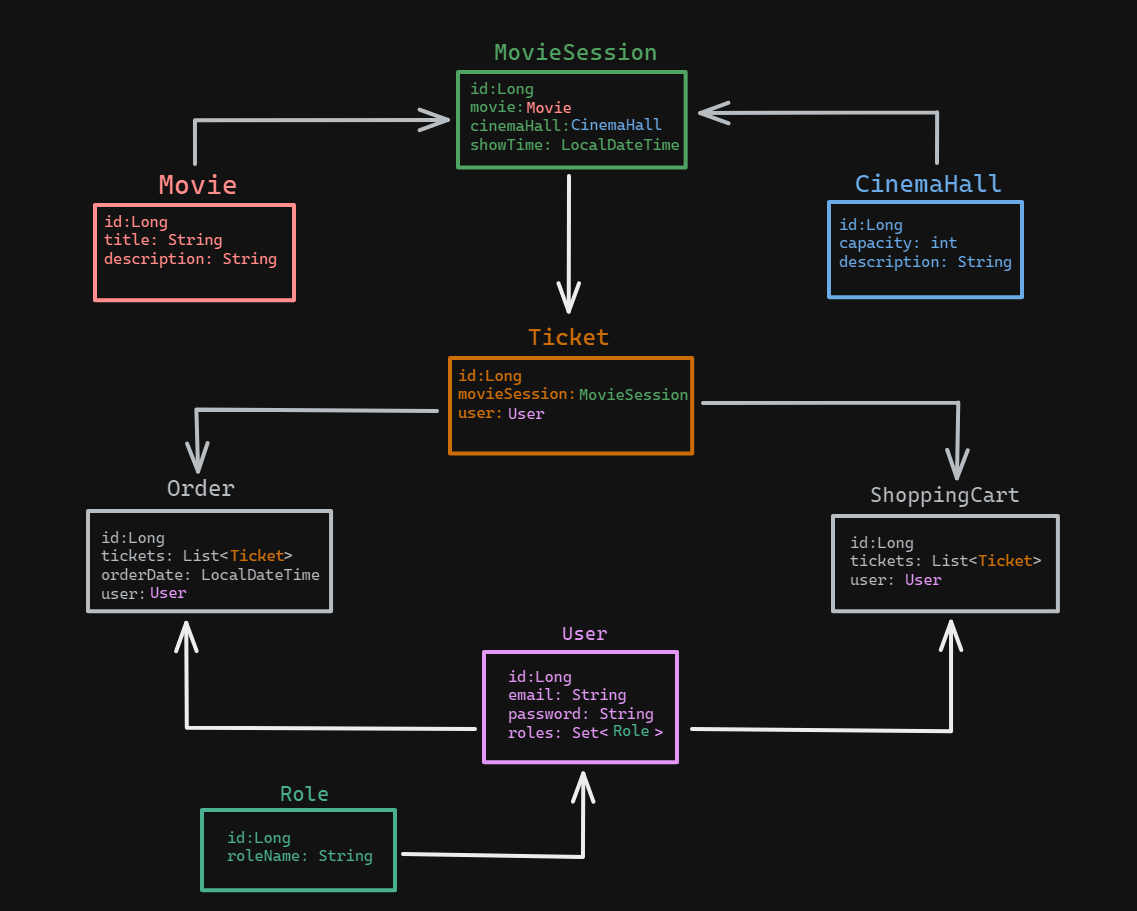 MovieSession
id:Long
movie:Movie
cinemaHall:CinemaHall
showTime: LocalDateTime
Movie
id:Long
title: String
description: String
CinemaHall
id:Long
capacity: int
description: String
Ticket
id:Long
movieSession:MovieSession
user:User
Order
id:Long
tickets: List<Ticket>
orderDate: LocalDateTime
user:User
ShoppingCart
id:Long
tickets: List<Ticket>
user: User
User
id:Long
email: String
password: String
roles: Set<Role>
Role
id:Long
roleName: String